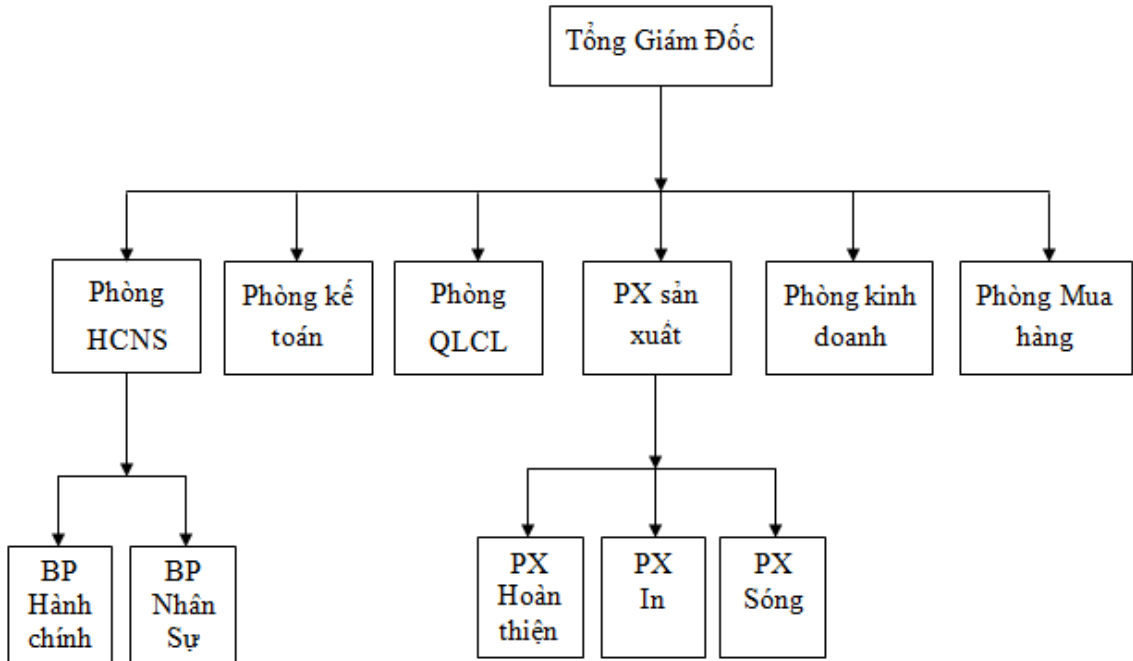 Tổng Giám Đốc
Phòng
HCNS
Phòng kế
toán
Phòng
QLCL
PX sản
xuất
Phòng kinh
doanh
Phòng Mua
hàng
BP
Hành
chính
BP
Nhân
Sự
PX
Hoàn
thiện
PX
In
PX
Sóng